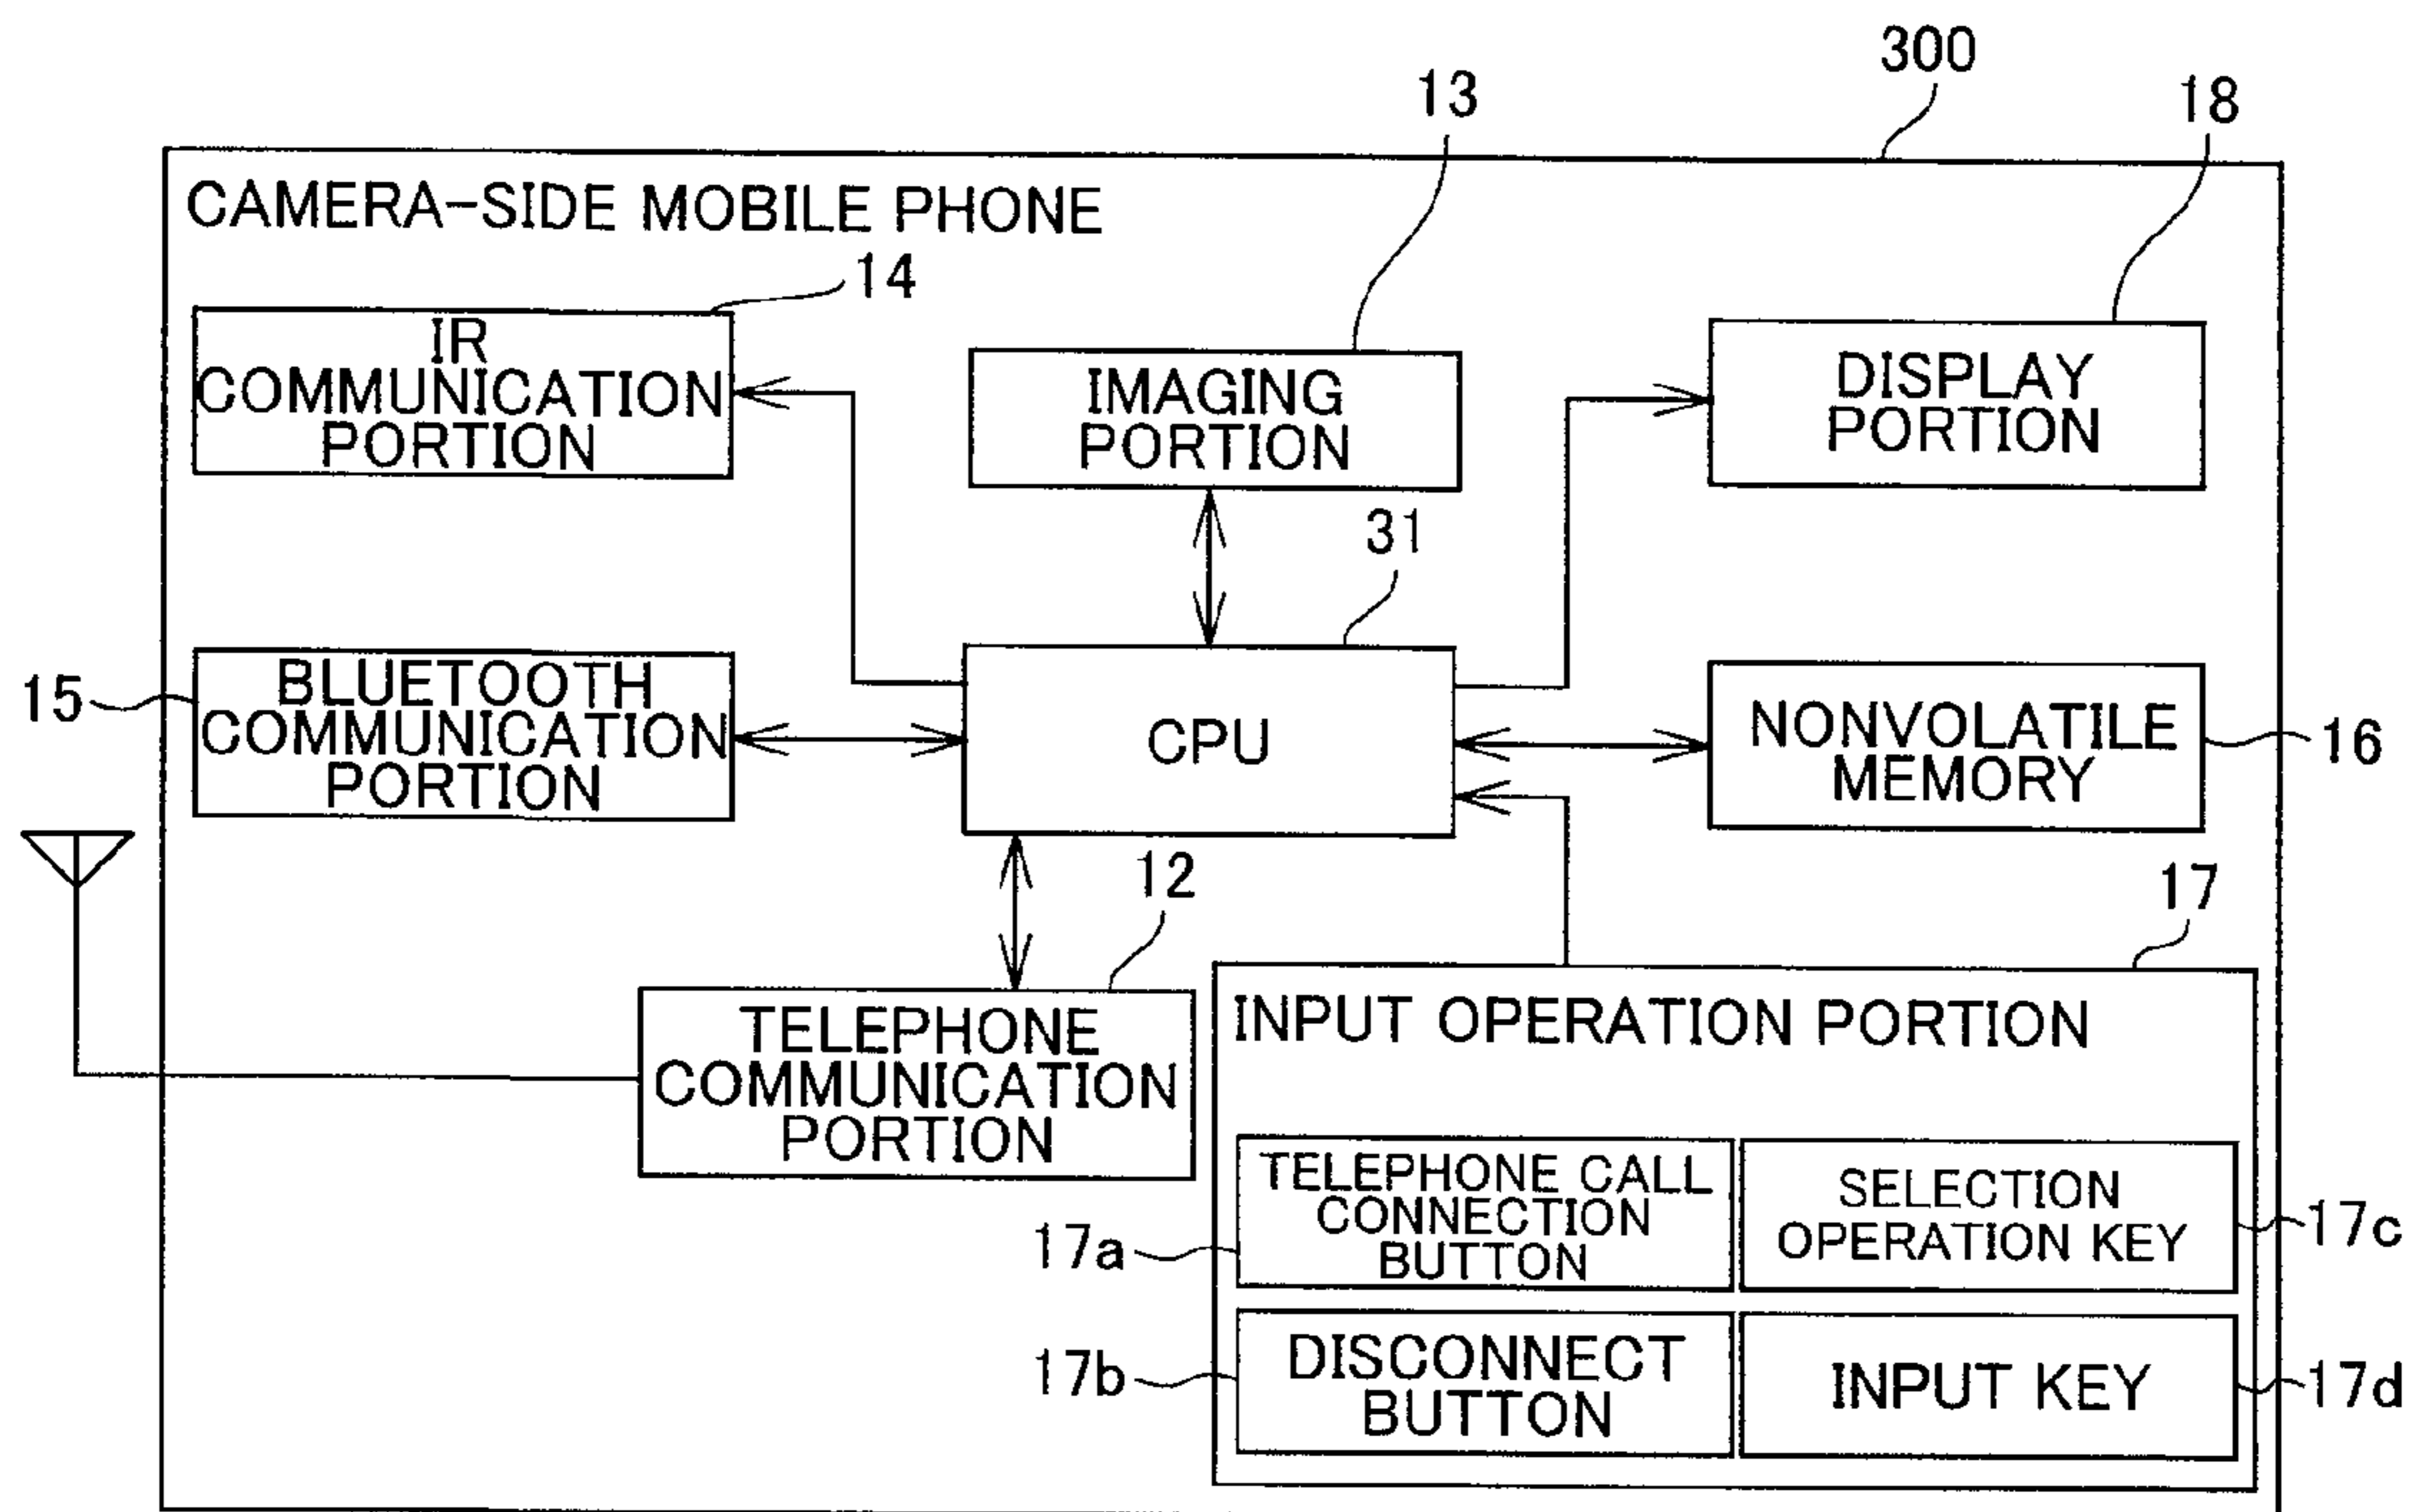 300
13
18
CAMERA-SIDE MOBILE PHONE
14
IR
COMMUNICATION
PORTION
IMAGING
PORTION
DISPLAY
PORTION
31
15
BLUETOOTH
COMMUNICATION
PORTION
CPU
NONVOLATILE
MEMORY
16
12
17
TELEPHONE
COMMUNICATION
PORTION
INPUT OPERATION PORTION
17a
TELEPHONE CALL
CONNECTION
BUTTON
SELECTION
OPERATION KEY
17c
17b
DISCONNECT
BUTTON
INPUT KEY
17d